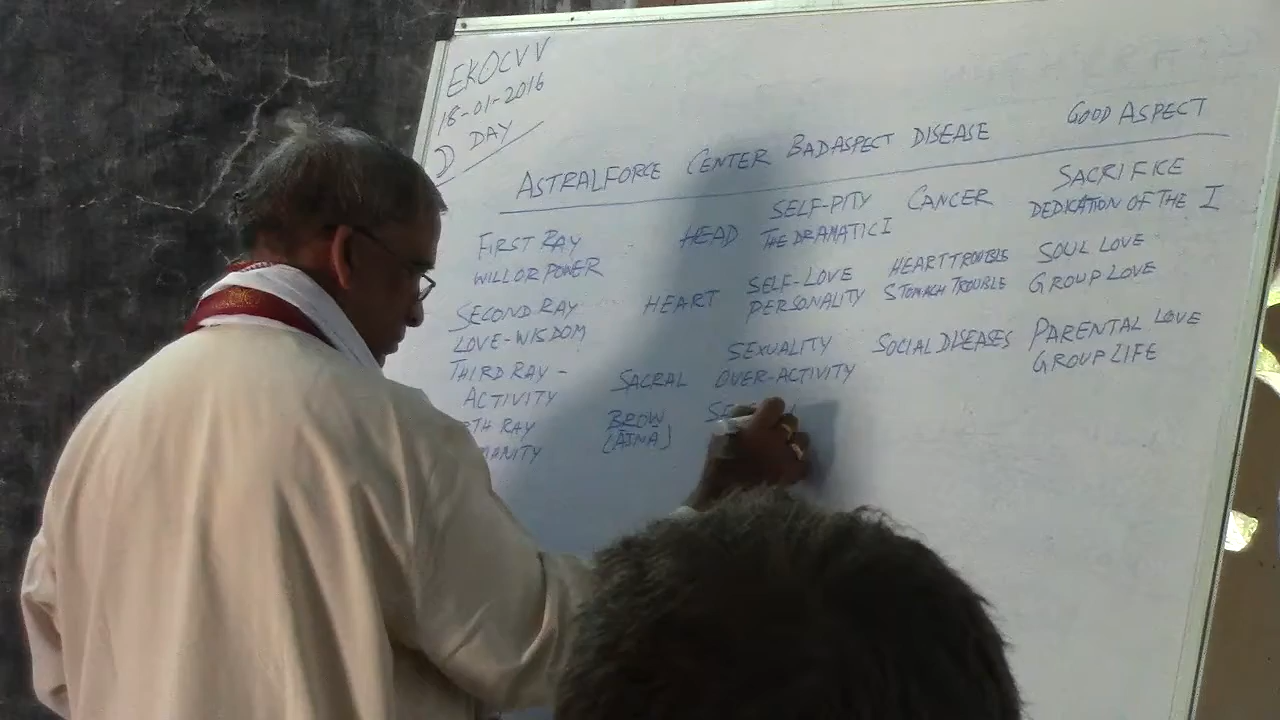 EKOCVV
18-01-2016
DAY
ASTRALFORCE CENTER BADASPECT DISEASE GOOD ASPECT
FIRST RAY HEAD SELF-PITY CANCER SACRIFICE
WILL OR POWER THE DRAMATIC I DEDICATION OF THE I
SECOND RAY HEART SELF-LOVE HEART TROUBLE SOUL LOVE
LOVE-WISDOM PERSONALITY STOMACH TROUBLE GROUP LOVE
THIRD RAY - SACRAL SEXUALITY SOCIAL DISEASES PARENTAL LOVE
ACTIVITY OVER-ACTIVITY GROUP LIFE
RAY BROW
(AJNA)